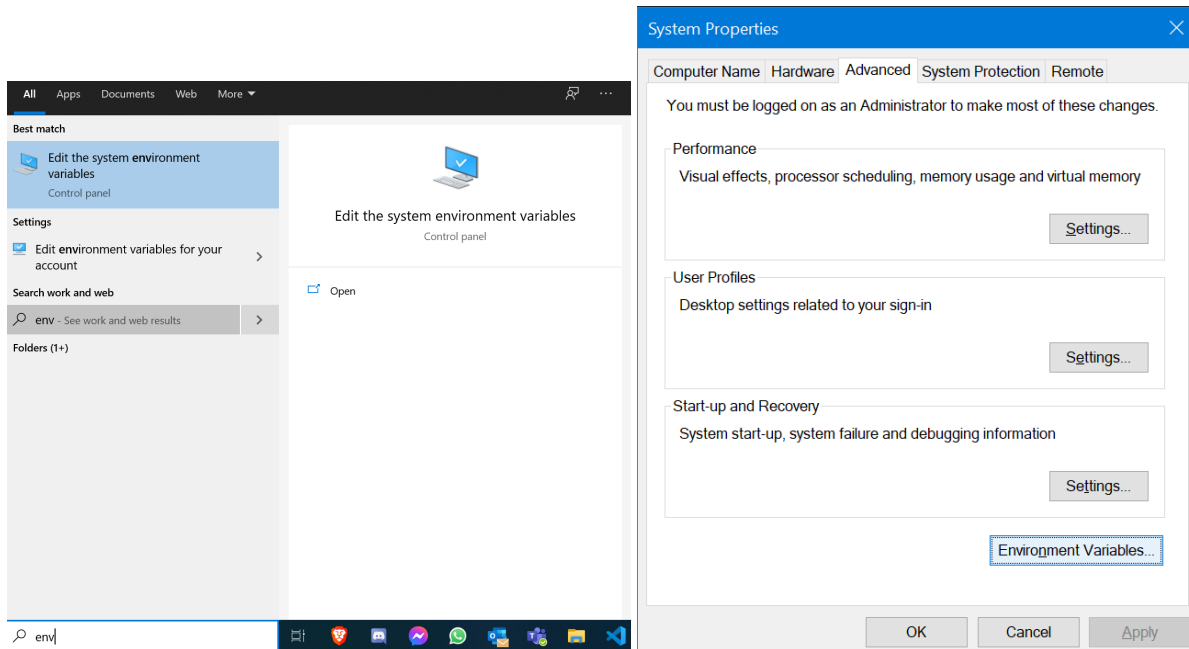 All Apps Documents Web More
Best match
Edit the system environment
variables
Control panel
Settings
Edit environment variables for your
account
Search work and web
env - See work and web results
Folders (1+)
env
Edit the system environment variables
Control panel
Open
System Properties
Computer Name Hardware Advanced System Protection Remote
You must be logged on as an Administrator to make most of these changes.
Performance
Visual effects, processor scheduling, memory usage and virtual memory
Settings...
User Profiles
Desktop settings related to your sign-in
Settings...
Start-up and Recovery
System start-up, system failure and debugging information
Settings...
Environment Variables...
OK Cancel Apply